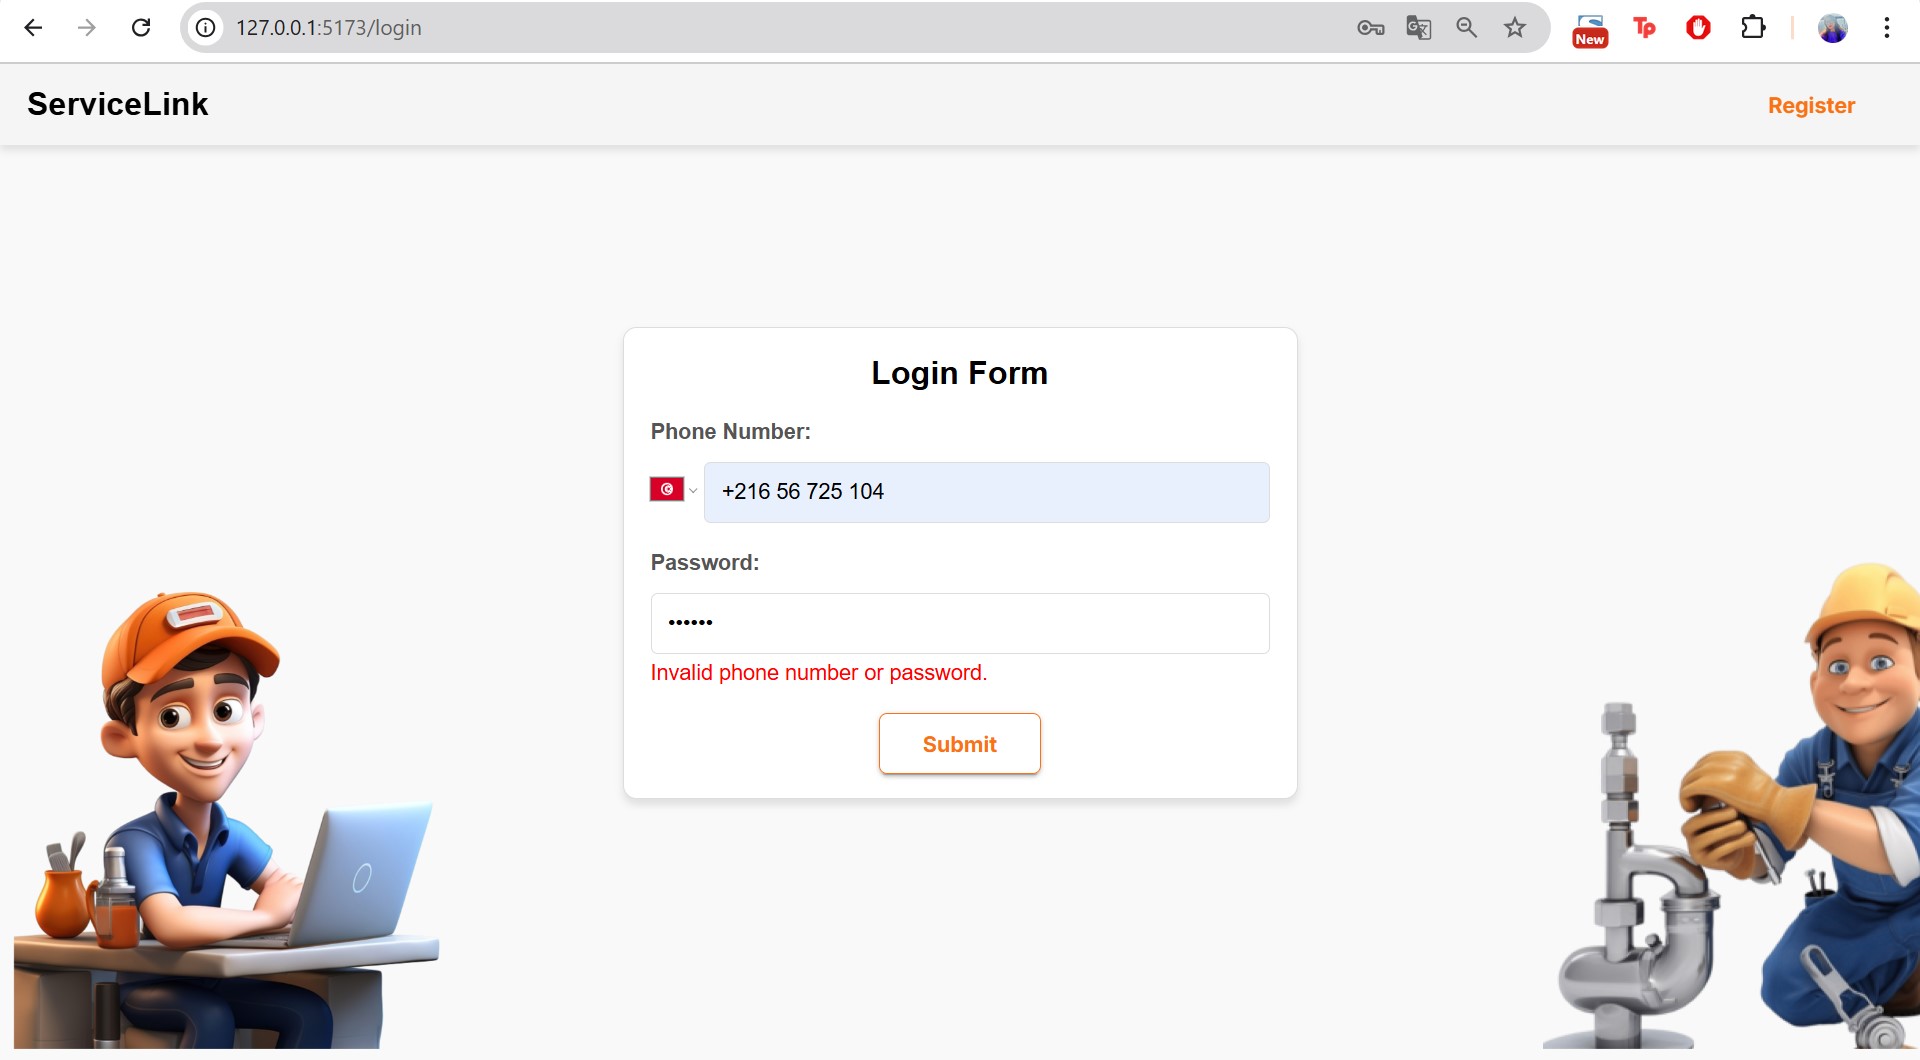 127.0.0.1:5173/login
New
Tp
ServiceLink
Register
Login Form
Phone Number:
+216 56 725 104
Password:
••••••
Invalid phone number or password.
Submit